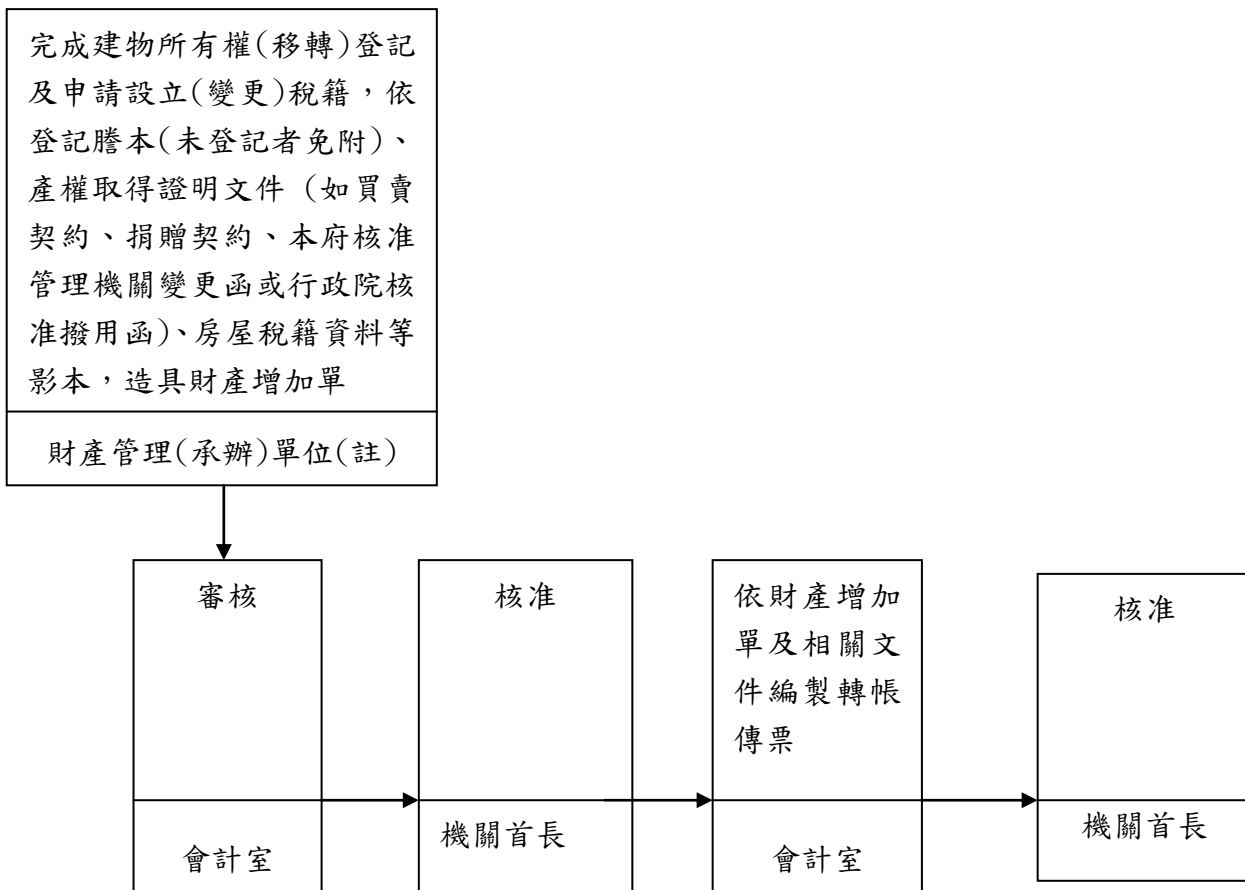 完成建物所有權(移轉)登記
及申請設立(變更)稅籍，依
登記謄本(未登記者免附)、
產權取得證明文件 (如買賣
契約、捐贈契約、本府核准
管理機關變更函或行政院核
准撥用函)、房屋稅籍資料等
影本，造具財產增加單
財產管理(承辦)單位(註)
審核
會計室
核准
機關首長
依財產增加
單及相關文
件編製轉帳
傳票
會計室
核准
機關首長